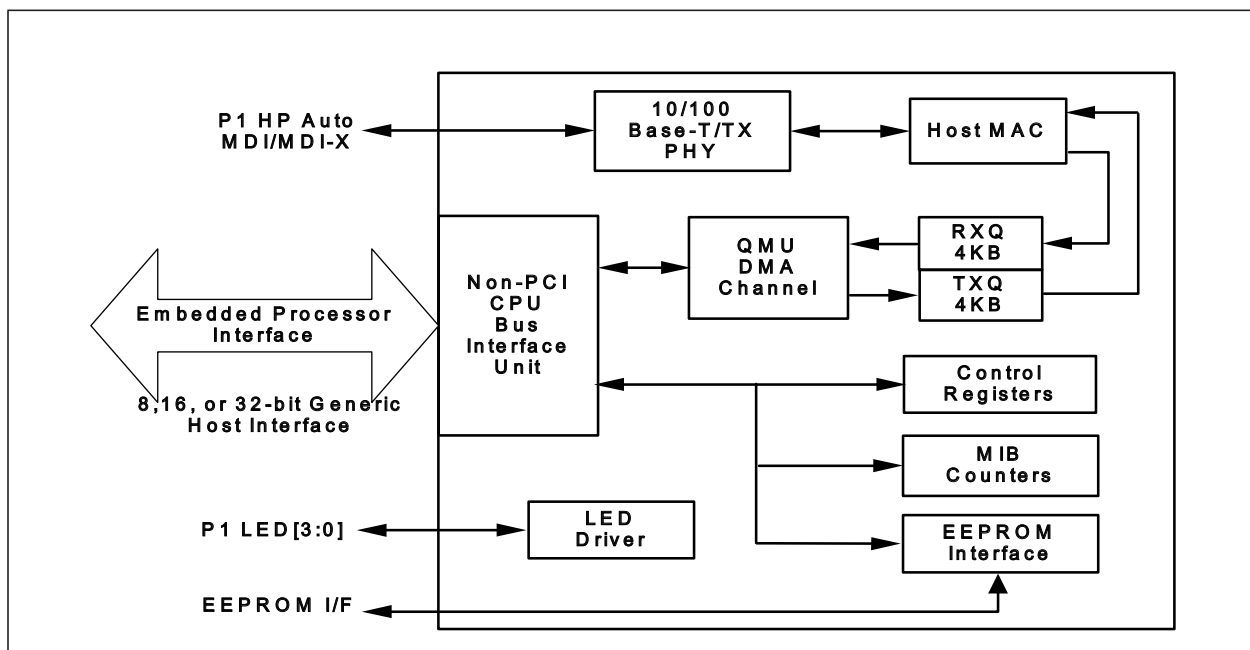 P1 HP Auto
MDI/MDI-X
10/100
Base-T/TX
PHY
Host MAC
Embedded Processor
Interface
8,16, or 32-bit Generic
Host Interface
Non-PCI
CPU
Bus
Interface
Unit
QMU
DMA
Channel
RXQ
4KB
TXQ
4KB
Control
Registers
MIB
Counters
P1 LED[3:0]
LED
Driver
EEPROM
Interface
EEPROM I/F